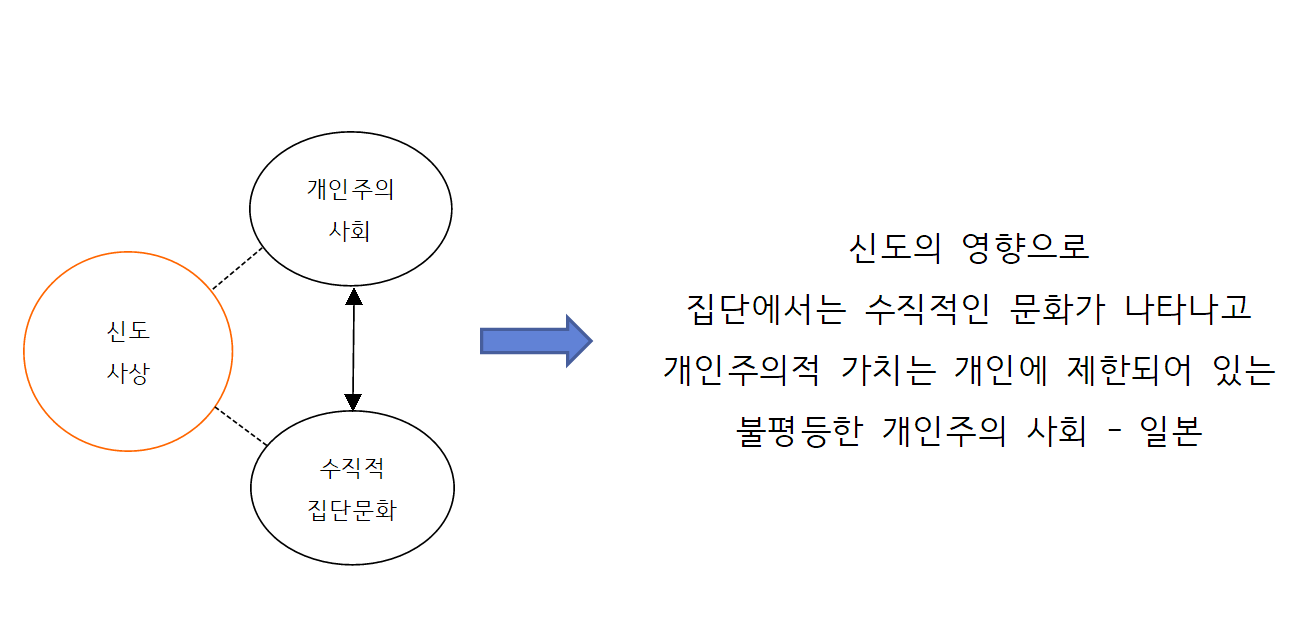 개인주의
사회
신도
사상
수직적
집단문화
신도의 영향으로
집단에서는 수직적인 문화가 나타나고
개인주의적 가치는 개인에 제한되어 있는
불평등한 개인주의 사회 - 일본